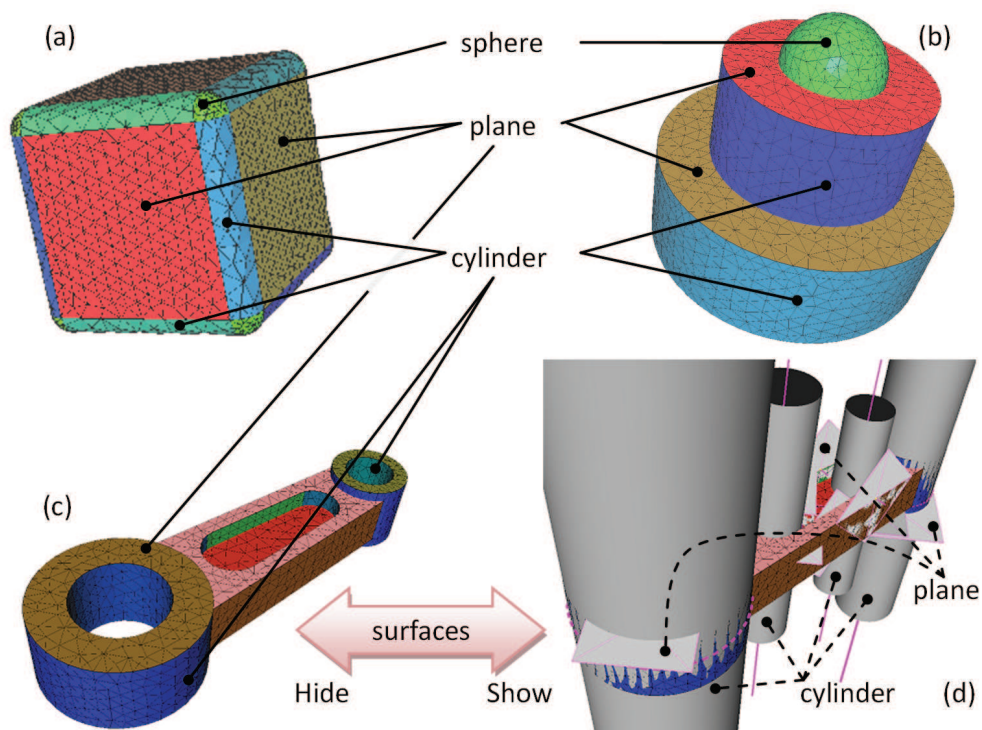 (a)
sphere
(b)
plane
cylinder
(c)
surfaces
Hide
Show
plane
cylinder
(d)